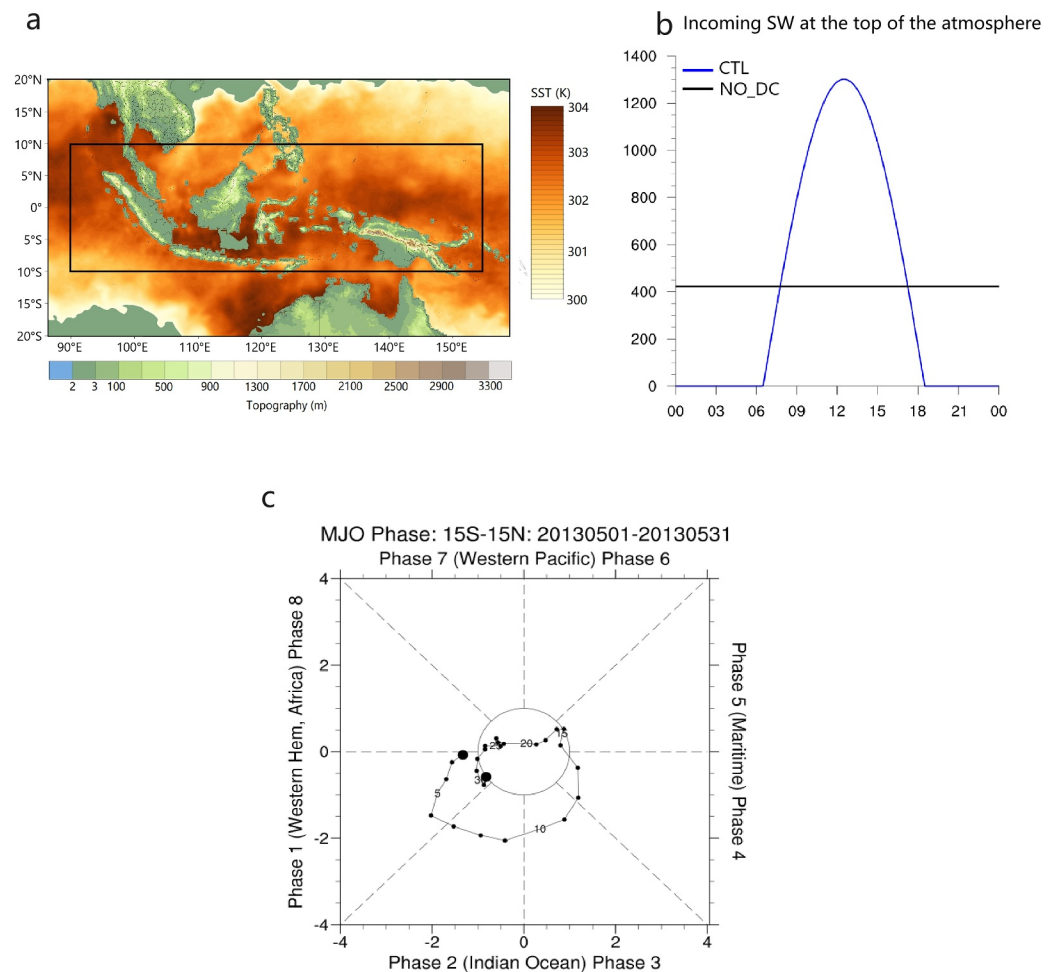 a
20°N
15°N
10°N
5°N
0°
5°S
10°S
15°S
20°S
90°E 100°E 110°E 120°E 130°E 140°E 150°E
SST (K)
304
303
302
301
300
2 3 100 500 900 1300 1700 2100 2500 2900 3300
Topography (m)
b Incoming SW at the top of the atmosphere
CTL
NO_DC
1400
1200
1000
800
600
400
200
0
00 03 06 09 12 15 18 21 00
c
MJO Phase: 15S-15N: 20130501-20130531
Phase 7 (Western Pacific) Phase 6
Phase 1 (Western Hem, Africa) Phase 8
Phase 5 (Maritime) Phase 4
4
2
0
-2
-4
5
10
15
20
25
3
-4 -2 0 2 4
Phase 2 (Indian Ocean) Phase 3